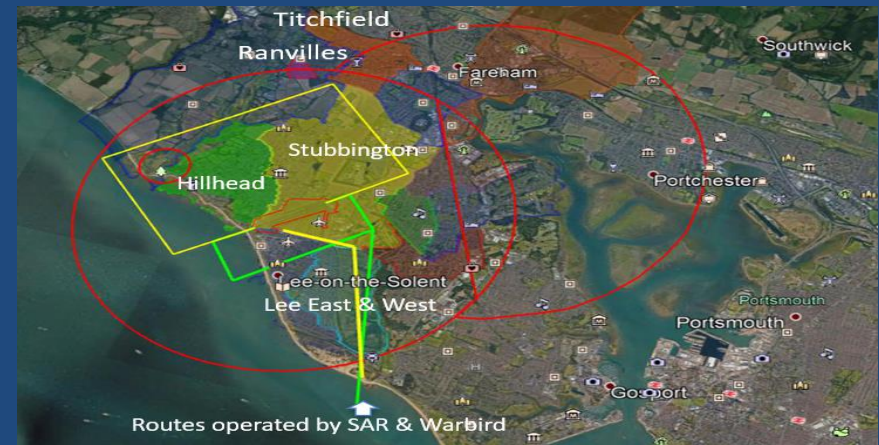 Titchfield
Ranvilles
Southwick
Fareham
Stubbington
Hillhead
Portchester
ee-on-the-Solent
Lee East & West
Portsmouth
Portsmouth
Gosport
Routes operated by SAR & Warbird